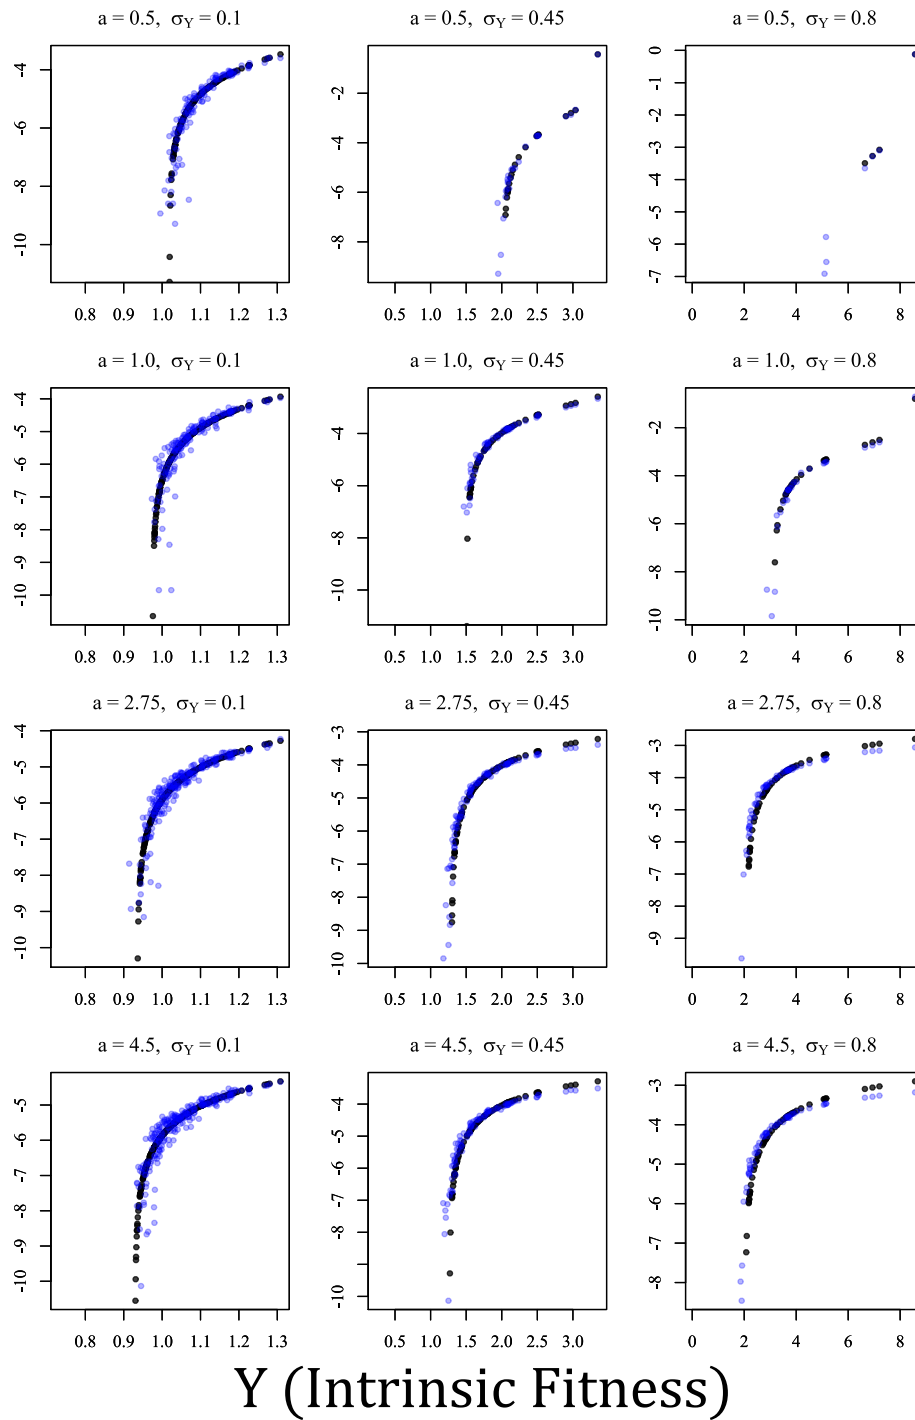 a = 0.5, σY = 0.1 a = 0.5, σY = 0.45 a = 0.5, σY = 0.8
-4 -6 -8 -10
-2 -4 -6 -8
0 -1 -2 -3 -4 -5 -6 -7
0.8 0.9 1.0 1.1 1.2 1.3 0.5 1.0 1.5 2.0 2.5 3.0 0 2 4 6 8
a = 1.0, σY = 0.1 a = 1.0, σY = 0.45 a = 1.0, σY = 0.8
-4 -5 -6 -7 -8 -9 -10
-4 -6 -8 -10
-2 -4 -6 -8 -10
0.8 0.9 1.0 1.1 1.2 1.3 0.5 1.0 1.5 2.0 2.5 3.0 0 2 4 6 8
a = 2.75, σY = 0.1 a = 2.75, σY = 0.45 a = 2.75, σY = 0.8
-4 -5 -6 -7 -8 -9 -10
-3 -4 -5 -6 -7 -8 -9 -10
-3 -4 -5 -6 -7 -8 -9
0.8 0.9 1.0 1.1 1.2 1.3 0.5 1.0 1.5 2.0 2.5 3.0 0 2 4 6 8
a = 4.5, σY = 0.1 a = 4.5, σY = 0.45 a = 4.5, σY = 0.8
-5 -6 -7 -8 -9 -10
-4 -5 -6 -7 -8 -9 -10
-3 -4 -5 -6 -7 -8
0.8 0.9 1.0 1.1 1.2 1.3 0.5 1.0 1.5 2.0 2.5 3.0 0 2 4 6 8
Y (Intrinsic Fitness)